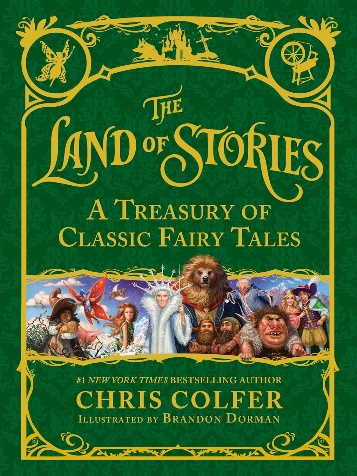 THE
LAND OF STORIES
A TREASURY OF
CLASSIC FAIRY TALES
#1 NEW YORK TIMES BESTSELLING AUTHOR
CHRIS COLFER
ILLUSTRATED BY BRANDON DORMAN